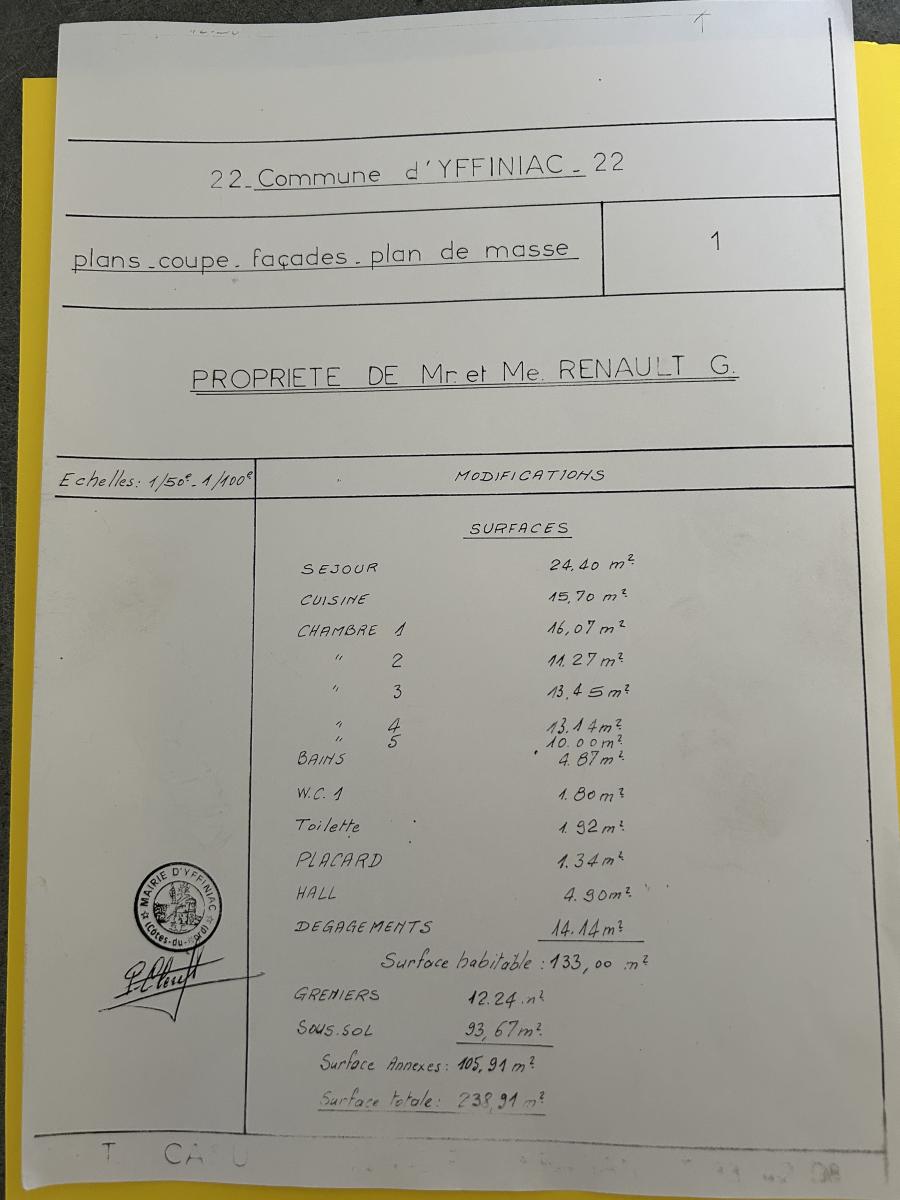 22_Commune d'YFFINIAC_22
plans_coupe_façades_plan de masse
1
PROPRIETE DE Mr. et Me. RENAULT G.
Echelles: 1/50e_1/100e
MODIFICATIONS
SURFACES
SEJOUR 24.40 m²
CUISINE 15,70 m²
CHAMBRE 1 16,07 m²
" 2 11.27 m²
" 3 13,45 m²
" 4 13.14 m²
" 5 10.00 m²
BAINS 4.87 m²
W.C. 1 1.80 m²
Toilette 1.92 m²
PLACARD 1.34 m²
HALL 4.90 m²
DEGAGEMENTS 14.14 m²
Surface habitable : 133,00 m²
GRENIERS 12.24 m²
SOUS.SOL 93,67 m²
Surface Annexes : 105,91 m²
Surface totale : 238,91 m²
MAIRIE D'YFFINIAC
(Côtes-du-Nord)